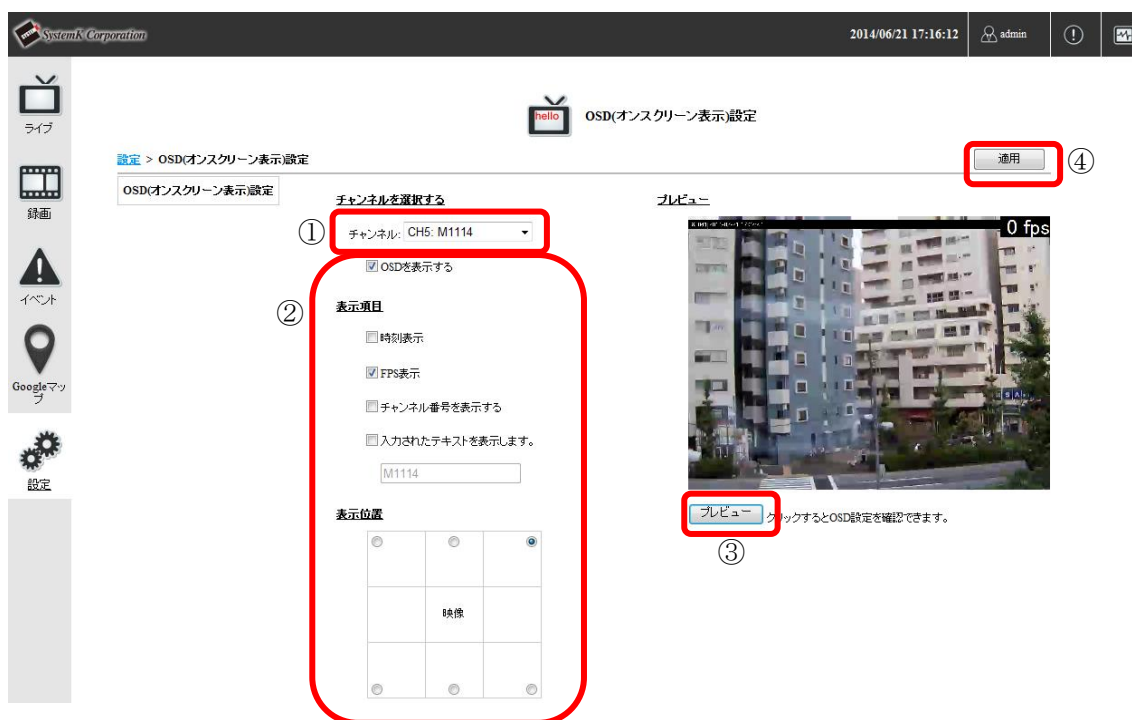 SystemK Corporation
2014/06/21 17:16:12
admin
ライブ
録画
イベント
Googleマッ
プ
設定
hello
OSD(オンスクリーン表示)設定
設定 > OSD(オンスクリーン表示)設定
適用
④
OSD(オンスクリーン表示)設定
チャンネルを選択する
①
チャンネル: CH5: M1114
OSDを表示する
②
表示項目
時刻表示
FPS表示
チャンネル番号を表示する
入力されたテキストを表示します。
M1114
表示位置
映像
プレビュー
0 fps
プレビュー
クリックするとOSD設定を確認できます。
③